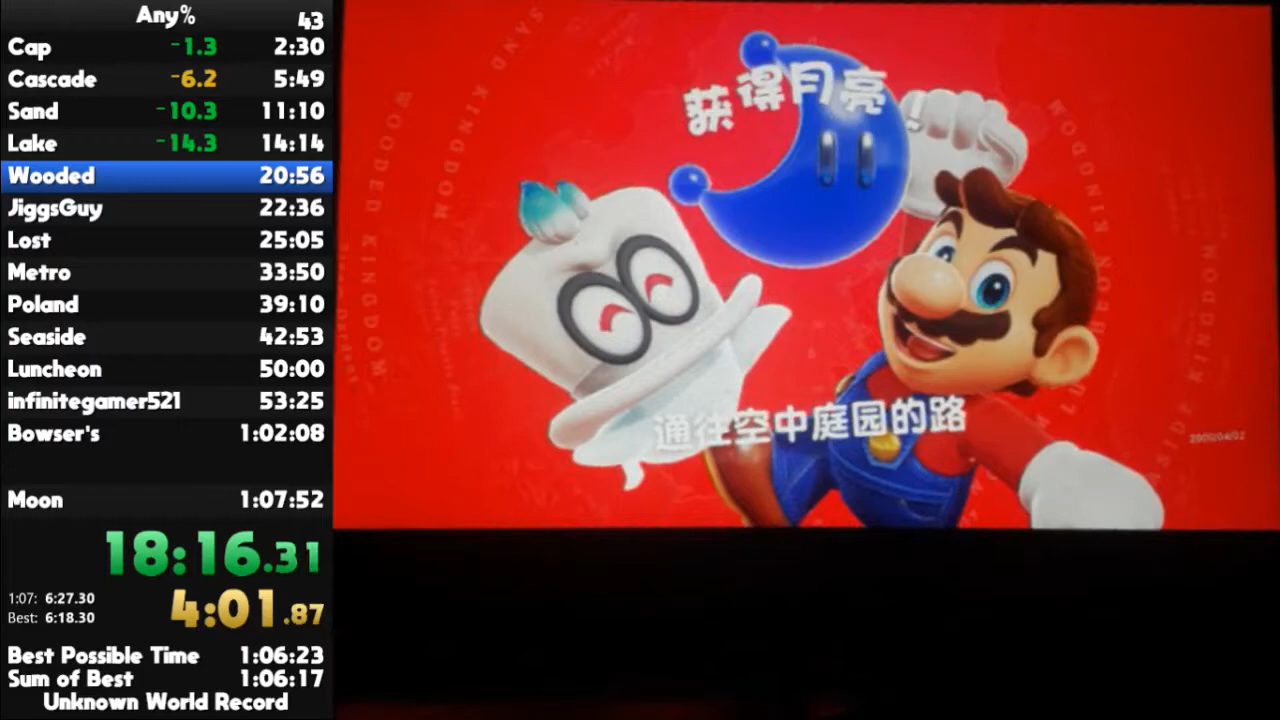 Any%
43
Cap -1.3 2:30
Cascade -6.2 5:49
Sand -10.3 11:10
Lake -14.3 14:14
Wooded 20:56
JiggsGuy 22:36
Lost 25:05
Metro 33:50
Poland 39:10
Seaside 42:53
Luncheon 50:00
infinitegamer521 53:25
Bowser's 1:02:08
Moon 1:07:52
18:16.31
1:07: 6:27.30
Best: 6:18.30
4:01.87
Best Possible Time 1:06:23
Sum of Best 1:06:17
Unknown World Record
获得月亮!
通往空中庭园的路
SAND KINGDOM
WOODED KINGDOM
KINGDOM